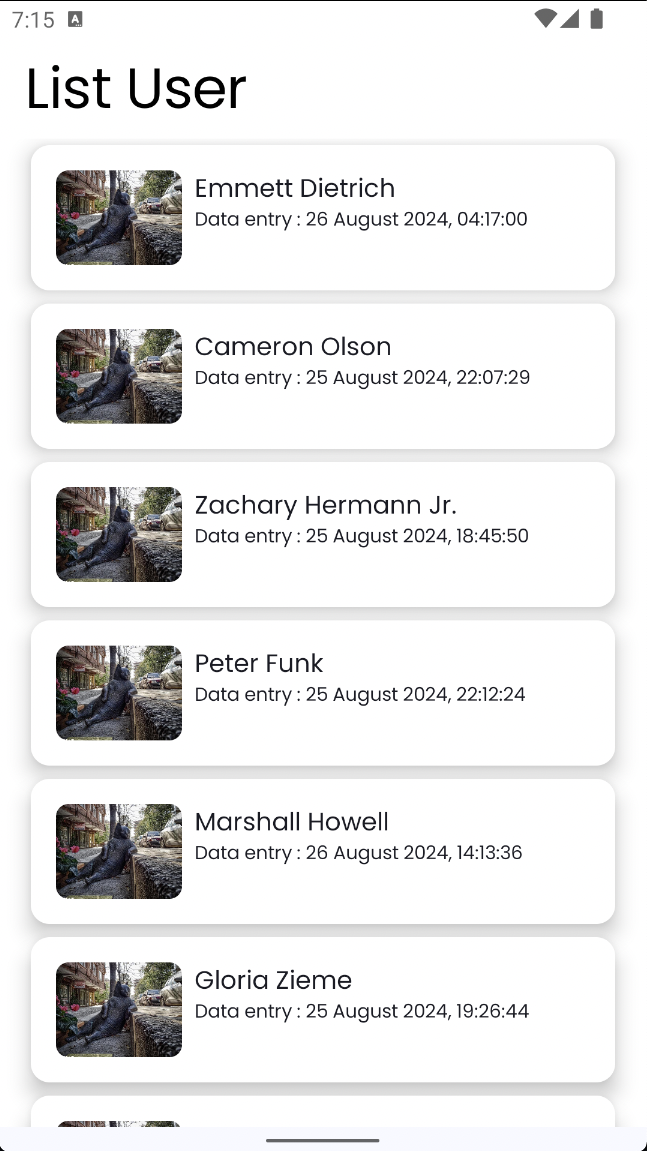 7:15 A
List User
Emmett Dietrich
Data entry : 26 August 2024, 04:17:00
Cameron Olson
Data entry : 25 August 2024, 22:07:29
Zachary Hermann Jr.
Data entry : 25 August 2024, 18:45:50
Peter Funk
Data entry : 25 August 2024, 22:12:24
Marshall Howell
Data entry : 26 August 2024, 14:13:36
Gloria Zieme
Data entry : 25 August 2024, 19:26:44